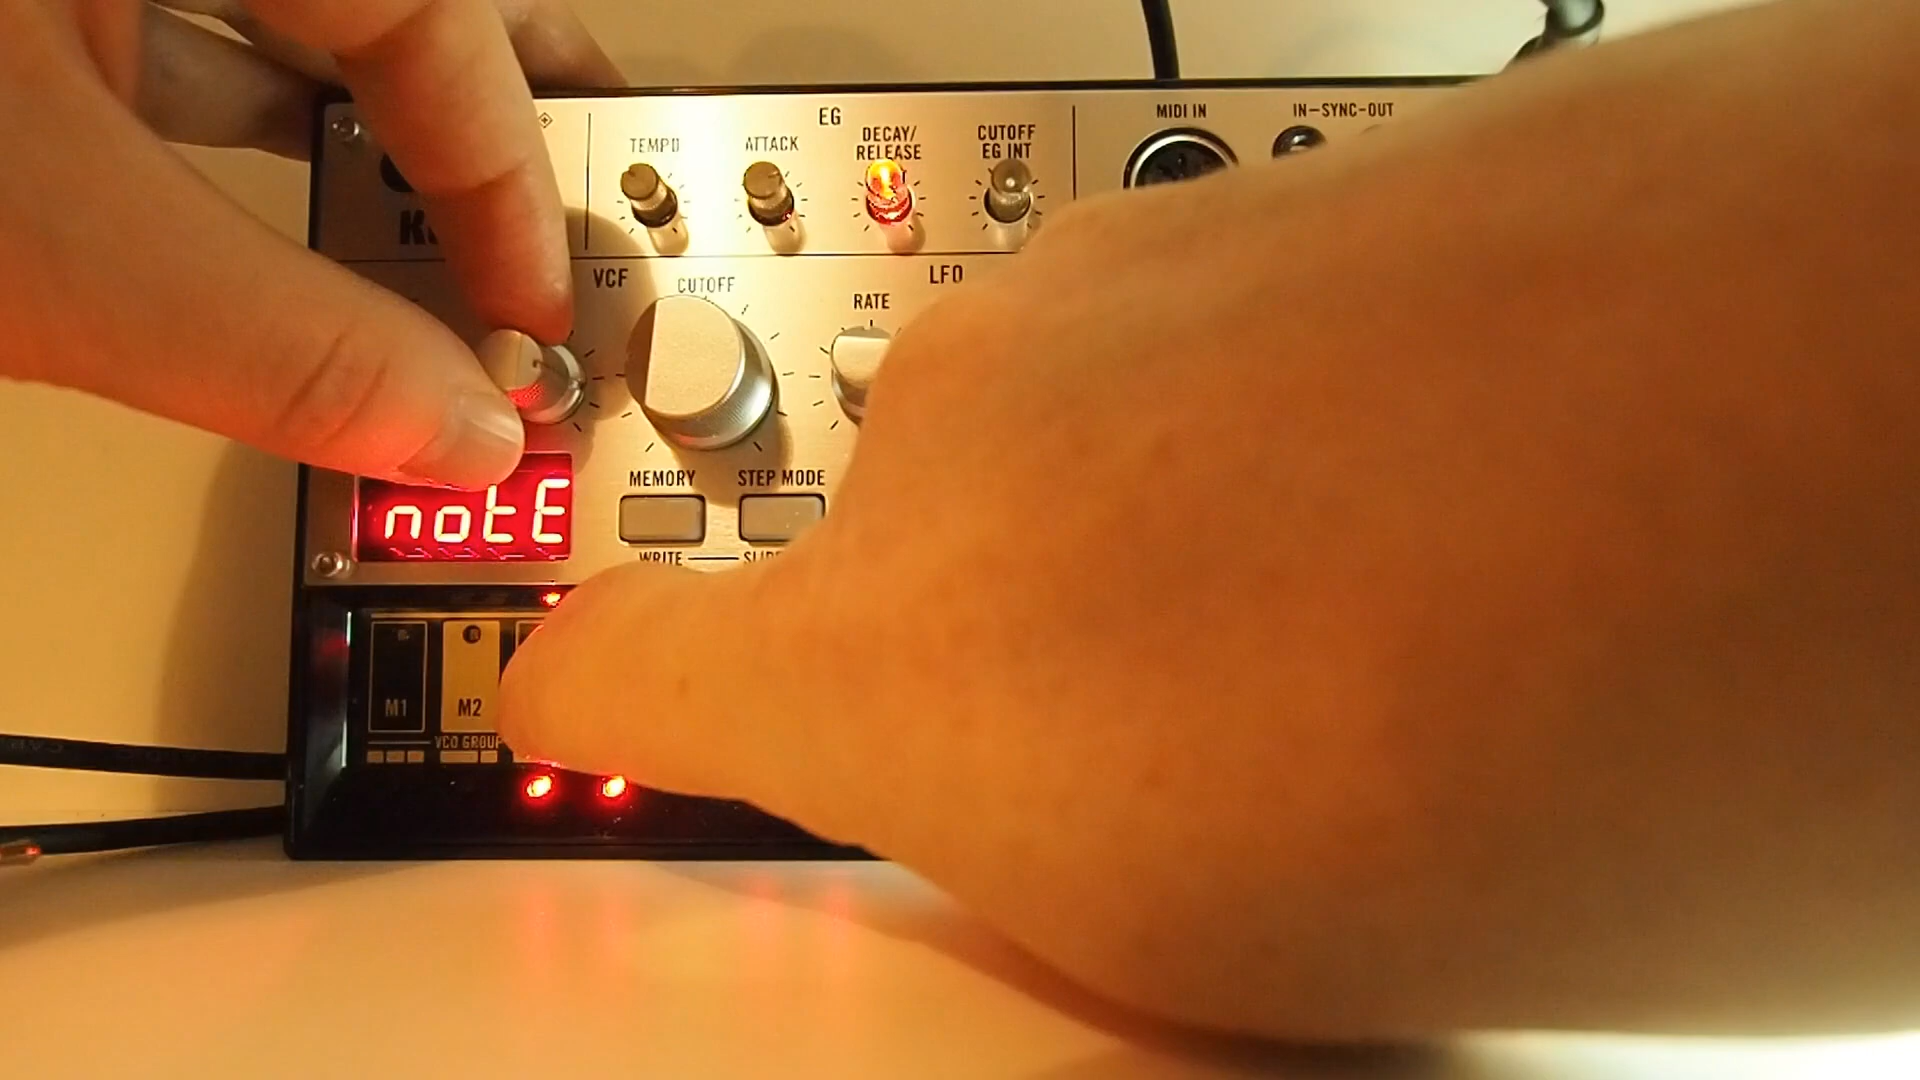 EG
MIDI IN
IN-SYNC-OUT
TEMPO
ATTACK
DECAY/
RELEASE
CUTOFF
EG INT
VCF
CUTOFF
LFO
RATE
MEMORY
STEP MODE
notE
WRITE
M1
M2
VCO GROUP